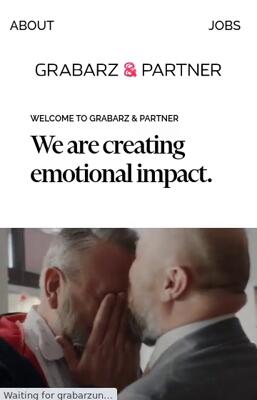 ABOUT JOBS
GRABARZ & PARTNER
WELCOME TO GRABARZ & PARTNER
We are creating
emotional impact.
Waiting for grabarzun...